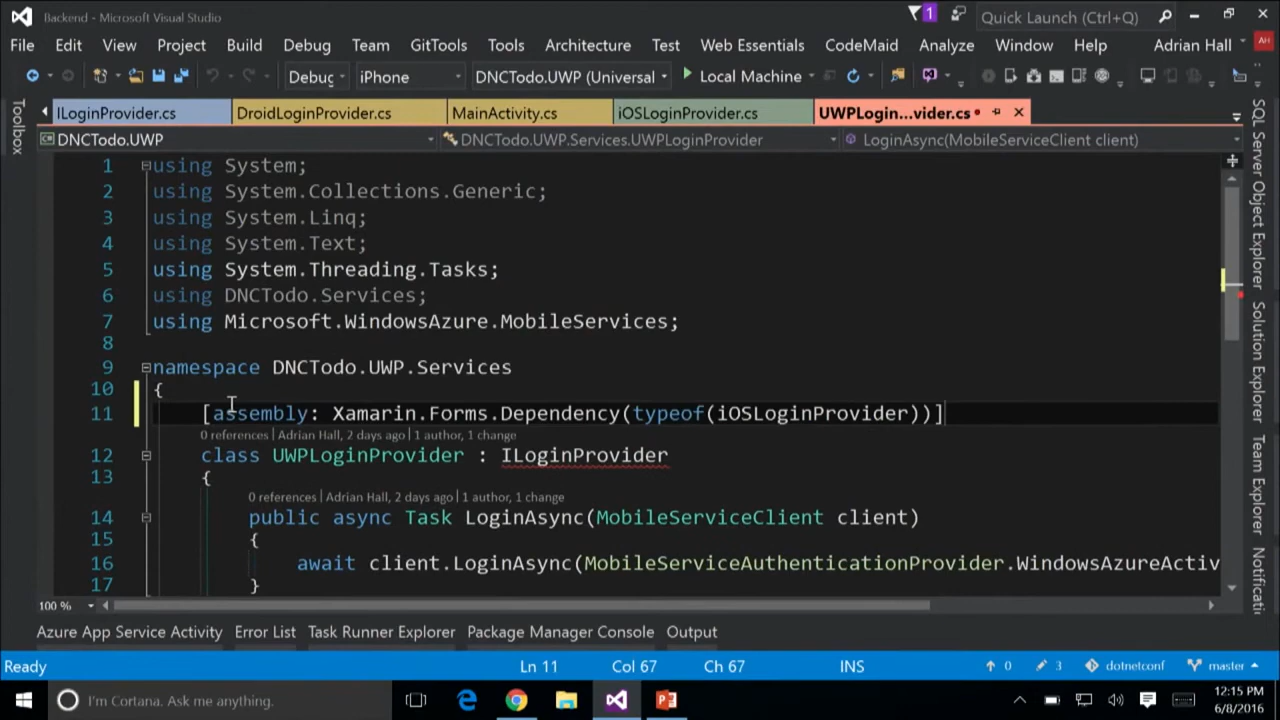 Backend - Microsoft Visual Studio
1
Quick Launch (Ctrl+Q)
File Edit View Project Build Debug Team GitTools Tools Architecture Test Web Essentials CodeMaid Analyze Window Help Adrian Hall AH
Debug iPhone DNCTodo.UWP (Universal Local Machine
ILoginProvider.cs DroidLoginProvider.cs MainActivity.cs iOSLoginProvider.cs UWPLogin...vider.cs
DNCTodo.UWP DNCTodo.UWP.Services.UWPLoginProvider LoginAsync(MobileServiceClient client)
1 using System;
2 using System.Collections.Generic;
3 using System.Linq;
4 using System.Text;
5 using System.Threading.Tasks;
6 using DNCTodo.Services;
7 using Microsoft.WindowsAzure.MobileServices;
8
9 namespace DNCTodo.UWP.Services
10 {
11 [assembly: Xamarin.Forms.Dependency(typeof(iOSLoginProvider))]
0 references | Adrian Hall, 2 days ago | 1 author, 1 change
12 class UWPLoginProvider : ILoginProvider
13 {
0 references | Adrian Hall, 2 days ago | 1 author, 1 change
14 public async Task LoginAsync(MobileServiceClient client)
15 {
16 await client.LoginAsync(MobileServiceAuthenticationProvider.WindowsAzureActiv
17 }
100 %
Toolbox
SQL Server Object Explorer
Solution Explorer
Team Explorer
Notificati
Azure App Service Activity Error List Task Runner Explorer Package Manager Console Output
Ready Ln 11 Col 67 Ch 67 INS 0 3 dotnetconf master
I'm Cortana. Ask me anything.
12:15 PM
6/8/2016